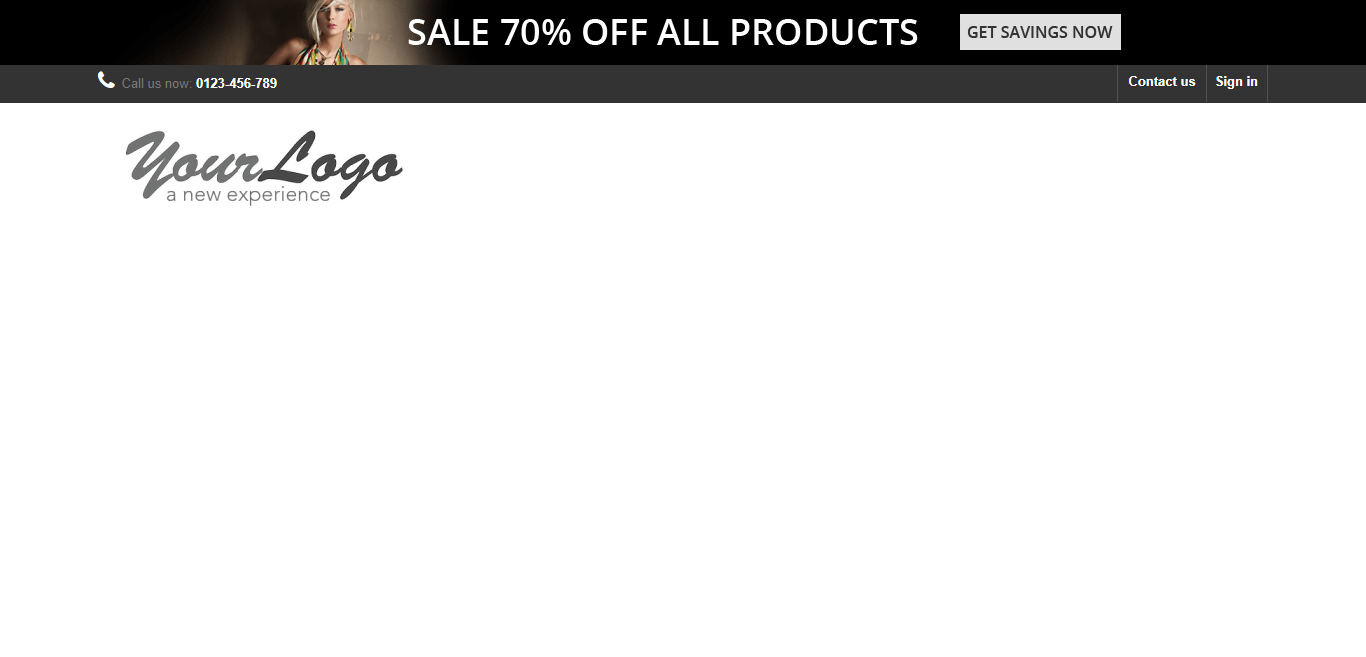 SALE 70% OFF ALL PRODUCTS
GET SAVINGS NOW
Call us now: 0123-456-789
Contact us
Sign in
YourLogo
a new experience